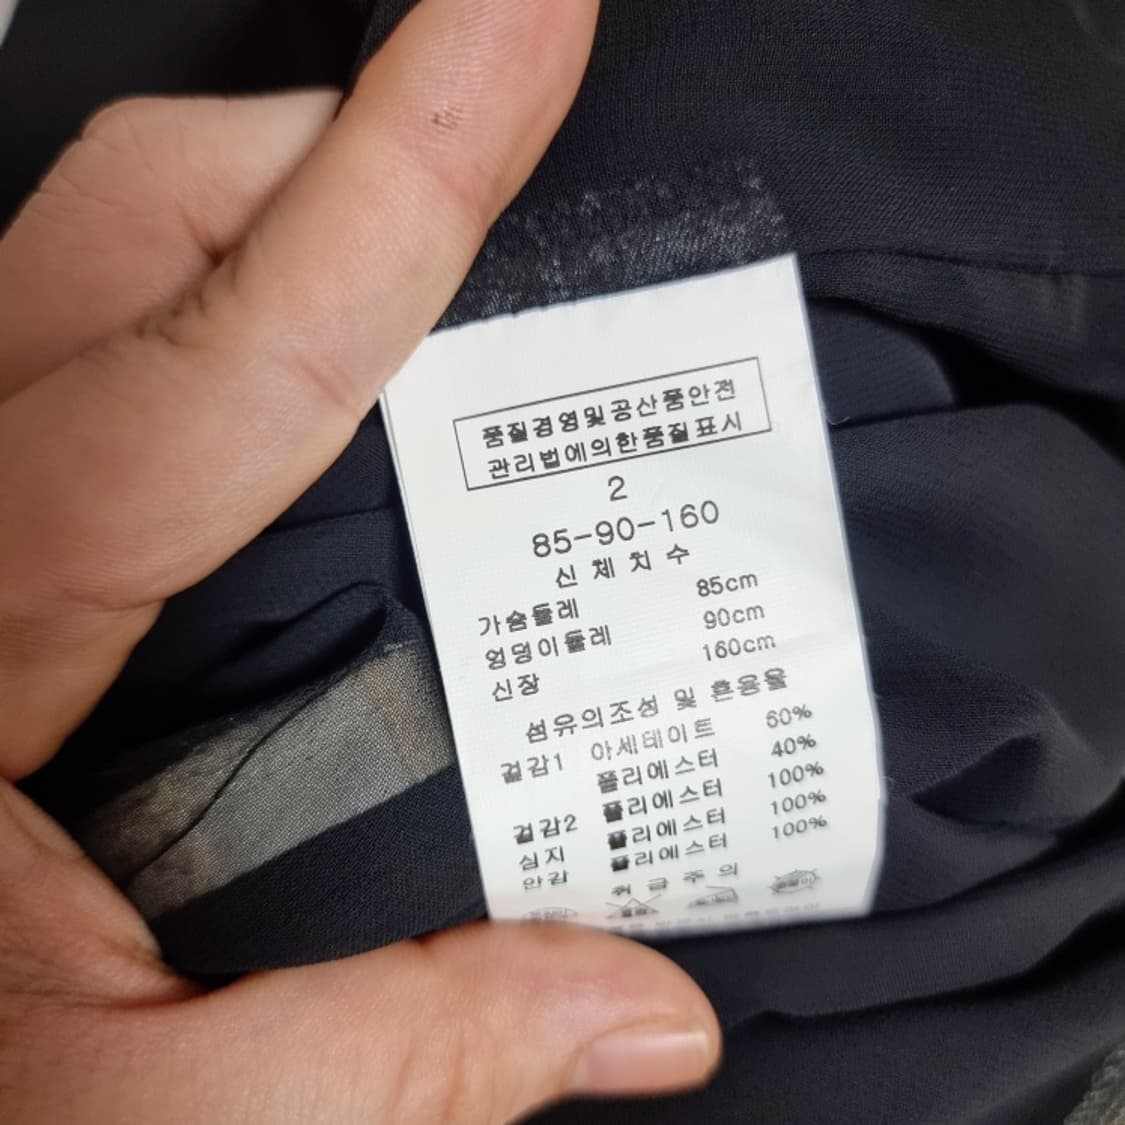 품질경영및공산품안전
관리법에의한품질표시
2
85-90-160
신체치수
가슴둘레 85cm
엉덩이둘레 90cm
신장 160cm
섬유의조성 및 혼용율
겉감1 아세테이트 60%
폴리에스터 40%
겉감2 폴리에스터 100%
심지 폴리에스터 100%
안감 폴리에스터 100%
취급주의